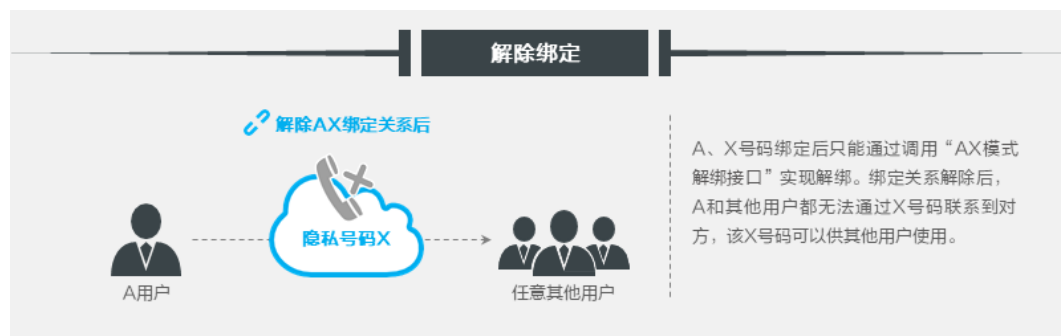 解除绑定
解除AX绑定关系后
隐私号码X
A用户
任意其他用户
A、X号码绑定后只能通过调用“AX模式
解绑接口”实现解绑。绑定关系解除后，
A和其他用户都无法通过X号码联系到对
方，该X号码可以供其他用户使用。